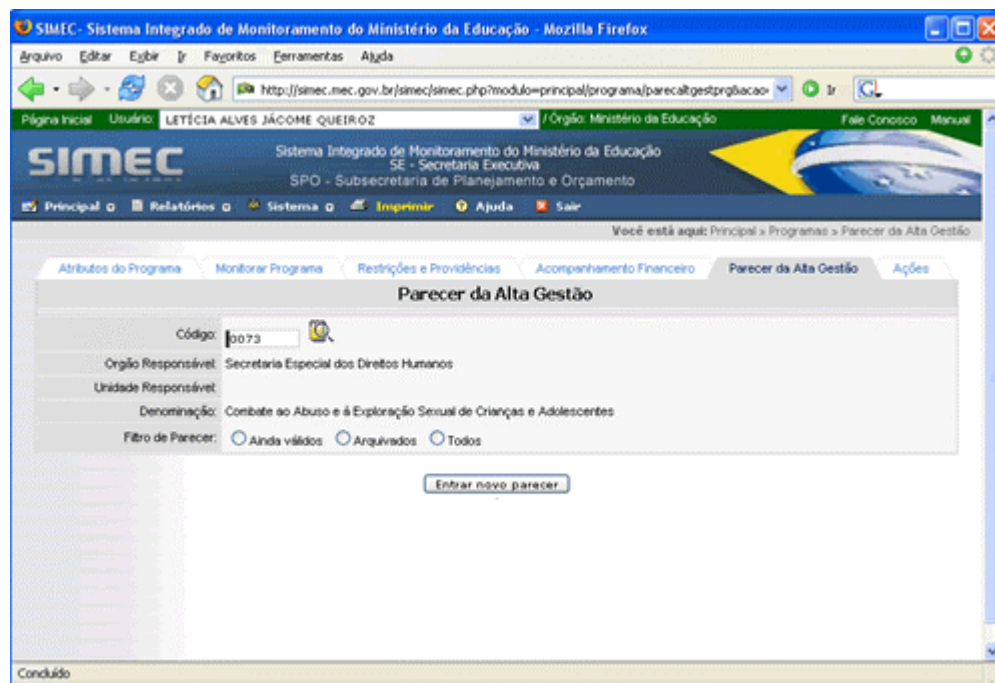 SIMEC- Sistema Integrado de Monitoramento do Ministério da Educação - Mozilla Firefox
Arquivo Editar Exibir Ir Favoritos Ferramentas Ajuda
http://simec.mec.gov.br/simec/simec.php?modulo=principal/programa/parecaltgestprg&acao= Ir
Página Inicial Usuário: LETÍCIA ALVES JÁCOME QUEIROZ / Órgão: Ministério da Educação Fale Conosco Manual
SIMEC
Sistema Integrado de Monitoramento do Ministério da Educação
SE - Secretaria Executiva
SPO - Subsecretaria de Planejamento e Orçamento
Principal Relatórios Sistema Imprimir Ajuda Sair
Você está aqui: Principal » Programas » Parecer da Alta Gestão
Atributos do Programa Monitorar Programa Restrições e Providências Acompanhamento Financeiro Parecer da Alta Gestão Ações
Parecer da Alta Gestão
Código: 0073
Orgão Responsável: Secretaria Especial dos Direitos Humanos
Unidade Responsável:
Denominação: Combate ao Abuso e à Exploração Sexual de Crianças e Adolescentes
Filtro de Parecer: Ainda válidos Arquivados Todos
Entrar novo parecer
Concluído